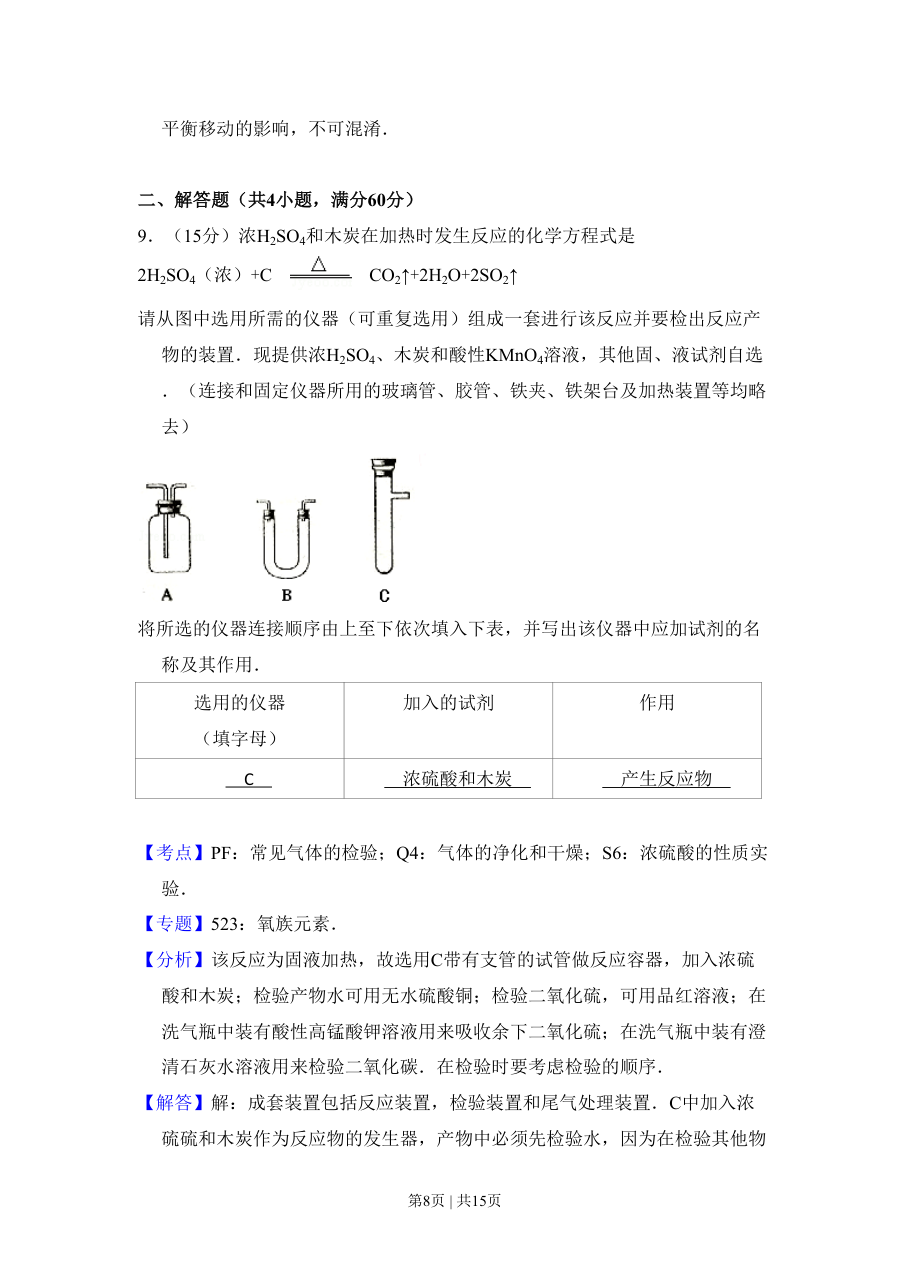 平衡移动的影响，不可混淆．
二、解答题（共4小题，满分60分）
9．（15分）浓H₂SO₄和木炭在加热时发生反应的化学方程式是
2H₂SO₄（浓）+C △ CO₂↑+2H₂O+2SO₂↑
请从图中选用所需的仪器（可重复选用）组成一套进行该反应并要检出反应产
物的装置．现提供浓H₂SO₄、木炭和酸性KMnO₄溶液，其他固、液试剂自选
．（连接和固定仪器所用的玻璃管、胶管、铁夹、铁架台及加热装置等均略
去）
A B C
将所选的仪器连接顺序由上至下依次填入下表，并写出该仪器中应加试剂的名
称及其作用．
选用的仪器 加入的试剂 作用
（填字母）
C 浓硫酸和木炭 产生反应物
【考点】PF：常见气体的检验；Q4：气体的净化和干燥；S6：浓硫酸的性质实
验．
【专题】523：氧族元素．
【分析】该反应为固液加热，故选用C带有支管的试管做反应容器，加入浓硫
酸和木炭；检验产物水可用无水硫酸铜；检验二氧化硫，可用品红溶液；在
洗气瓶中装有酸性高锰酸钾溶液用来吸收余下二氧化硫；在洗气瓶中装有澄
清石灰水溶液用来检验二氧化碳．在检验时要考虑检验的顺序．
【解答】解：成套装置包括反应装置，检验装置和尾气处理装置．C中加入浓
硫硫和木炭作为反应物的发生器，产物中必须先检验水，因为在检验其他物
第8页 | 共15页